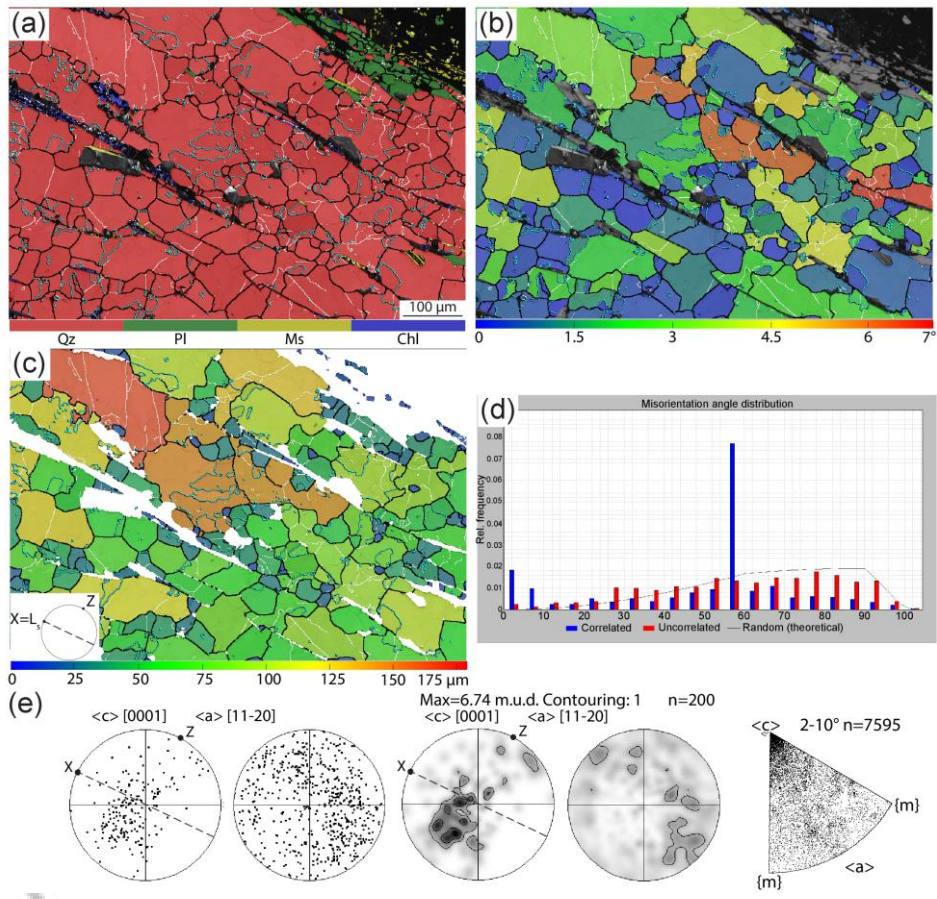 (a)
100 µm
Qz Pl Ms Chl
(b)
0 1.5 3 4.5 6 7°
(c)
Z
X=Ls
0 25 50 75 100 125 150 175 µm
(d)
Misorientation angle distribution
Rel. frequency
0.08
0.07
0.06
0.05
0.04
0.03
0.02
0.01
0
0 10 20 30 40 50 60 70 80 90 100
Correlated Uncorrelated Random (theoretical)
(e)
Max=6.74 m.u.d. Contouring: 1 n=200
<c> [0001] <a> [11-20] <c> [0001] <a> [11-20] <c> 2-10° n=7595
Z Z
X X
{m}
<a>
{m}